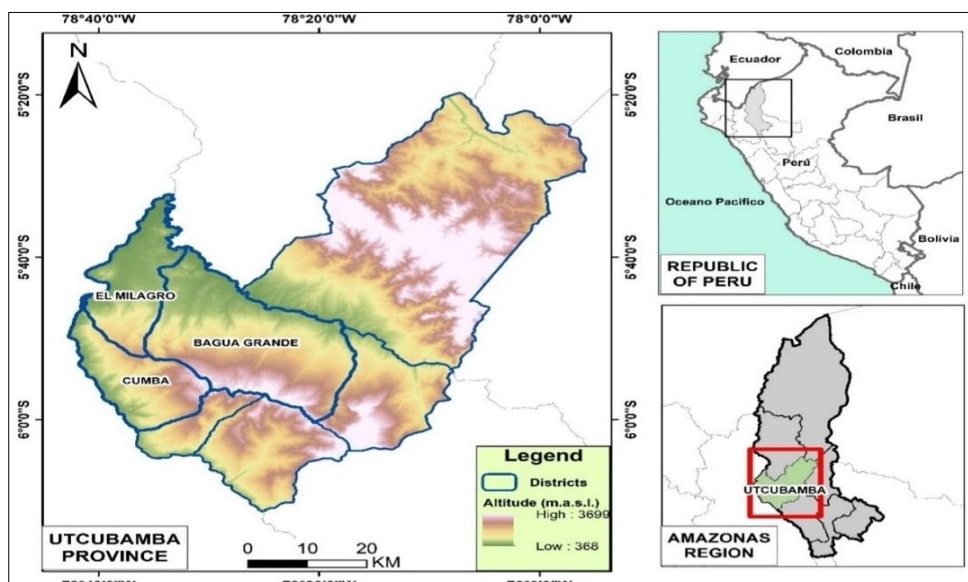 78°40'0"W
78°20'0"W
78°0'0"W
N
5°20'0"S
5°20'0"S
5°40'0"S
5°40'0"S
6°0'0"S
6°0'0"S
EL MILAGRO
BAGUA GRANDE
CUMBA
Legend
Districts
Altitude (m.a.s.l.)
High : 3699
Low : 368
UTCUBAMBA
PROVINCE
0 10 20
KM
Ecuador
Colombia
Brasil
Perú
Oceano Pacifico
Bolivia
Chile
REPUBLIC
OF PERU
UTCUBAMBA
AMAZONAS
REGION